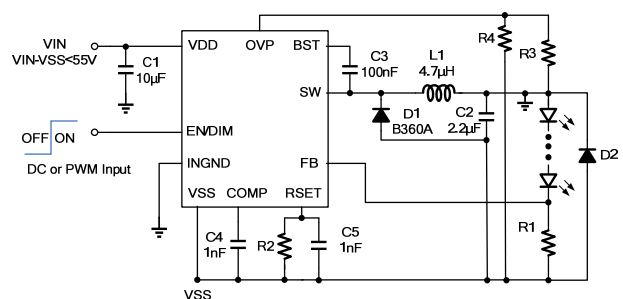 VIN
VIN-VSS<55V
C1
10µF
VDD
OVP
BST
SW
EN/DIM
INGND
FB
VSS
COMP
RSET
OFF
ON
DC or PWM Input
C3
100nF
L1
4.7µH
R4
R3
D1
B360A
C2
2.2µF
D2
R1
C4
1nF
R2
C5
1nF
VSS